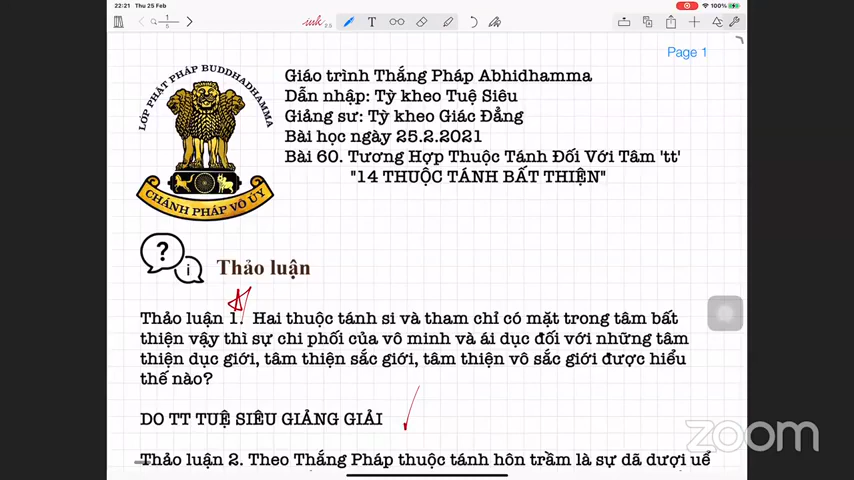 22:21 Thu 25 Feb
100%
1
5
ink 2.5
T
Page 1
LỚP PHẬT PHÁP BUDDHADHAMMA
CHÁNH PHÁP VÔ ÚY
Giáo trình Thắng Pháp Abhidhamma
Dẫn nhập: Tỳ kheo Tuệ Siêu
Giảng sư: Tỳ kheo Giác Đẳng
Bài học ngày 25.2.2021
Bài 60. Tương Hợp Thuộc Tánh Đối Với Tâm 'tt'
"14 THUỘC TÁNH BẤT THIỆN"
? i
Thảo luận
Thảo luận 1. Hai thuộc tánh si và tham chỉ có mặt trong tâm bất
thiện vậy thì sự chi phối của vô minh và ái dục đối với những tâm
thiện dục giới, tâm thiện sắc giới, tâm thiện vô sắc giới được hiểu
thế nào?
DO TT TUỆ SIÊU GIẢNG GIẢI
zoom
Thảo luận 2. Theo Thắng Pháp thuộc tánh hôn trầm là sự dã dượi uể